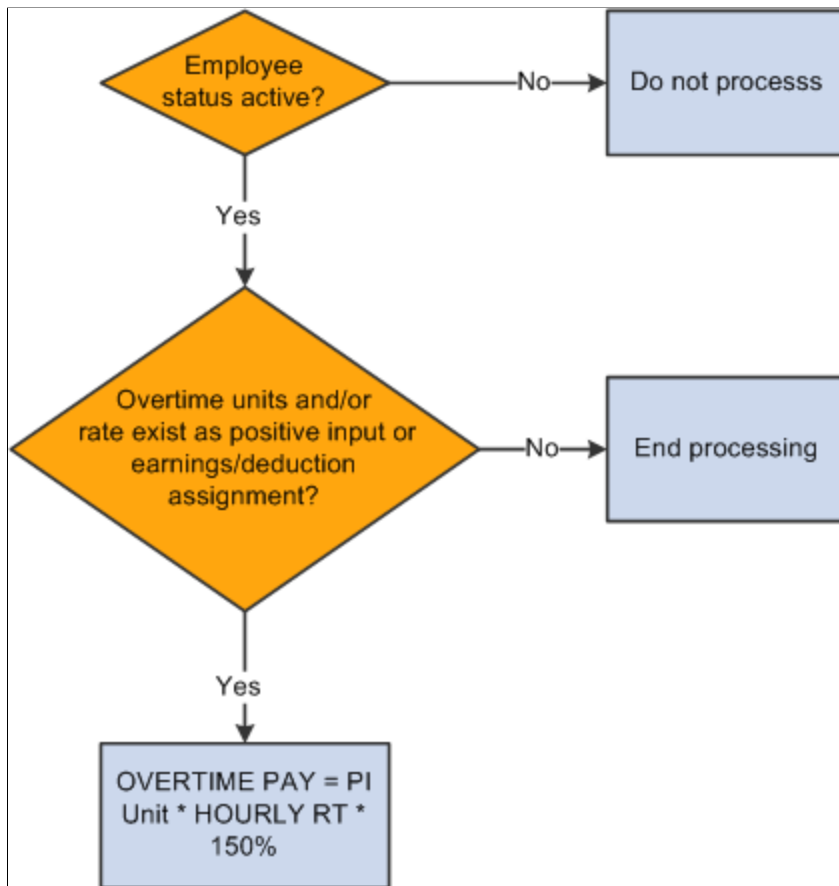 Employee
status active?
No
Do not processs
Yes
Overtime units and/or
rate exist as positive input or
earnings/deduction
assignment?
No
End processing
Yes
OVERTIME PAY = PI
Unit * HOURLY RT *
150%